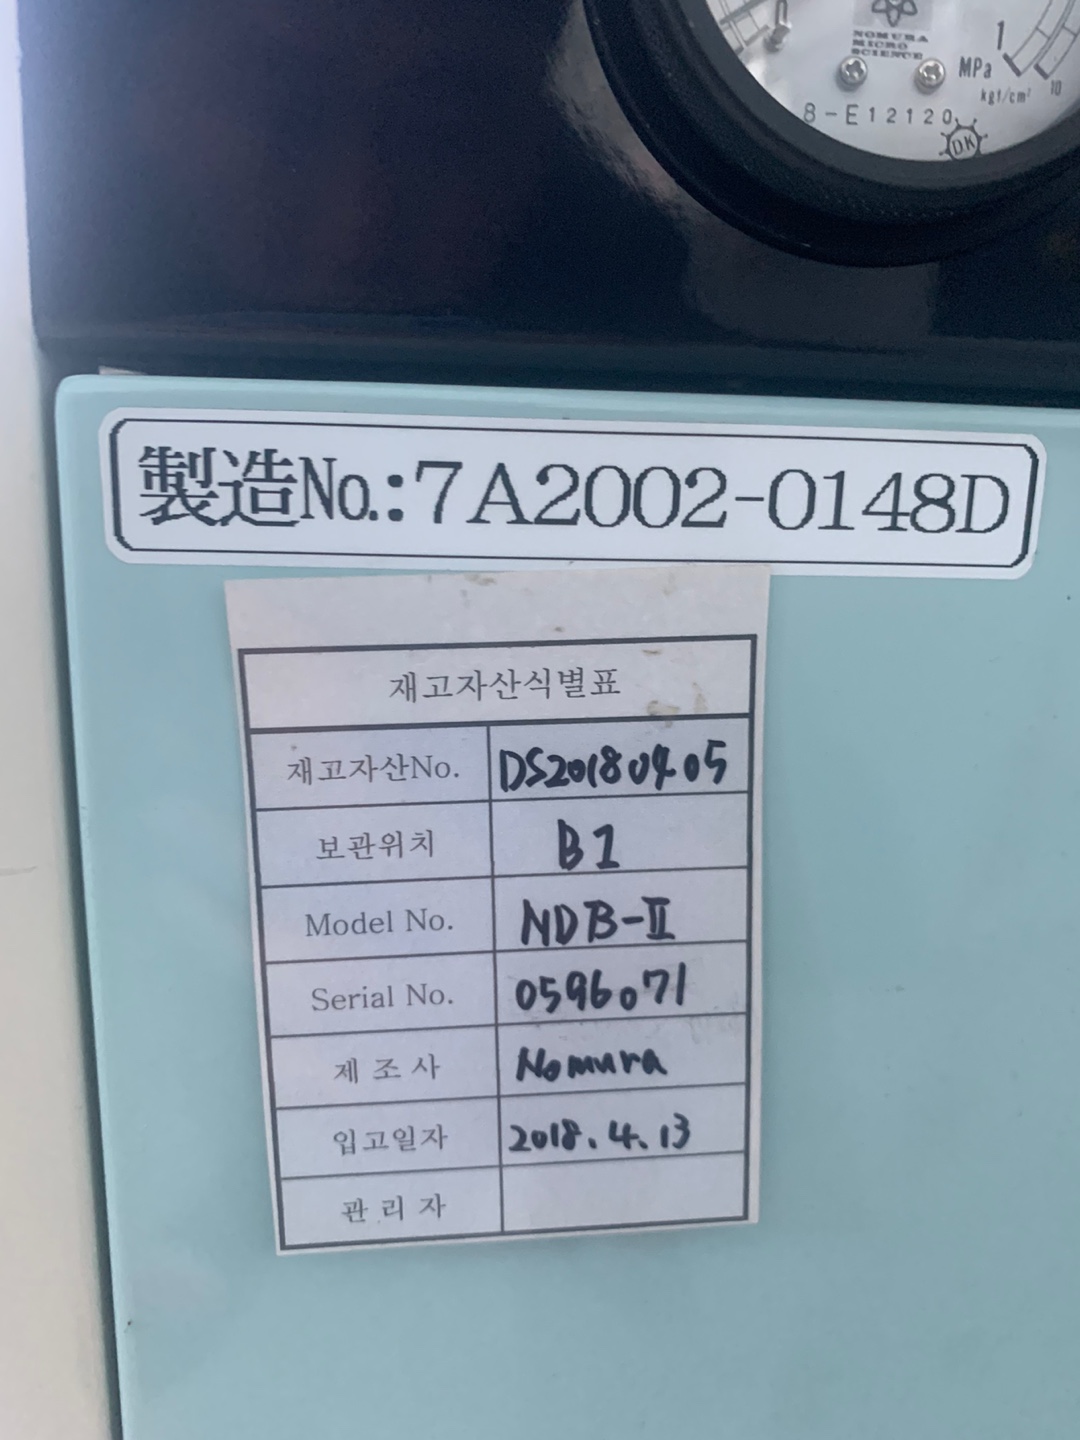 NOMURA
MICRO
SCIENCE
1
MPa
kgf/cm²
10
8-E12120
DK
製造No.:7A2002-0148D
재고자산식별표
재고자산No. DS20180405
보관위치 B1
Model No. NDB-II
Serial No. 0596071
제 조 사 Nomura
입고일자 2018.4.13
관 리 자